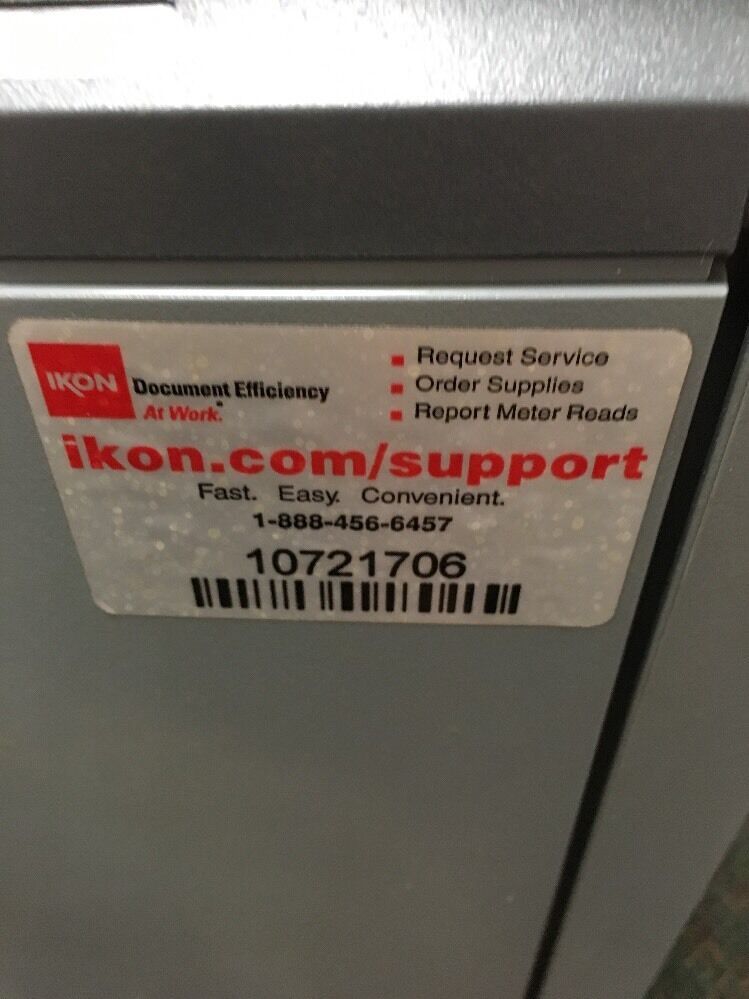 IKON
Document Efficiency
At Work.
▪ Request Service
▪ Order Supplies
▪ Report Meter Reads
ikon.com/support
Fast. Easy. Convenient.
1-888-456-6457
10721706